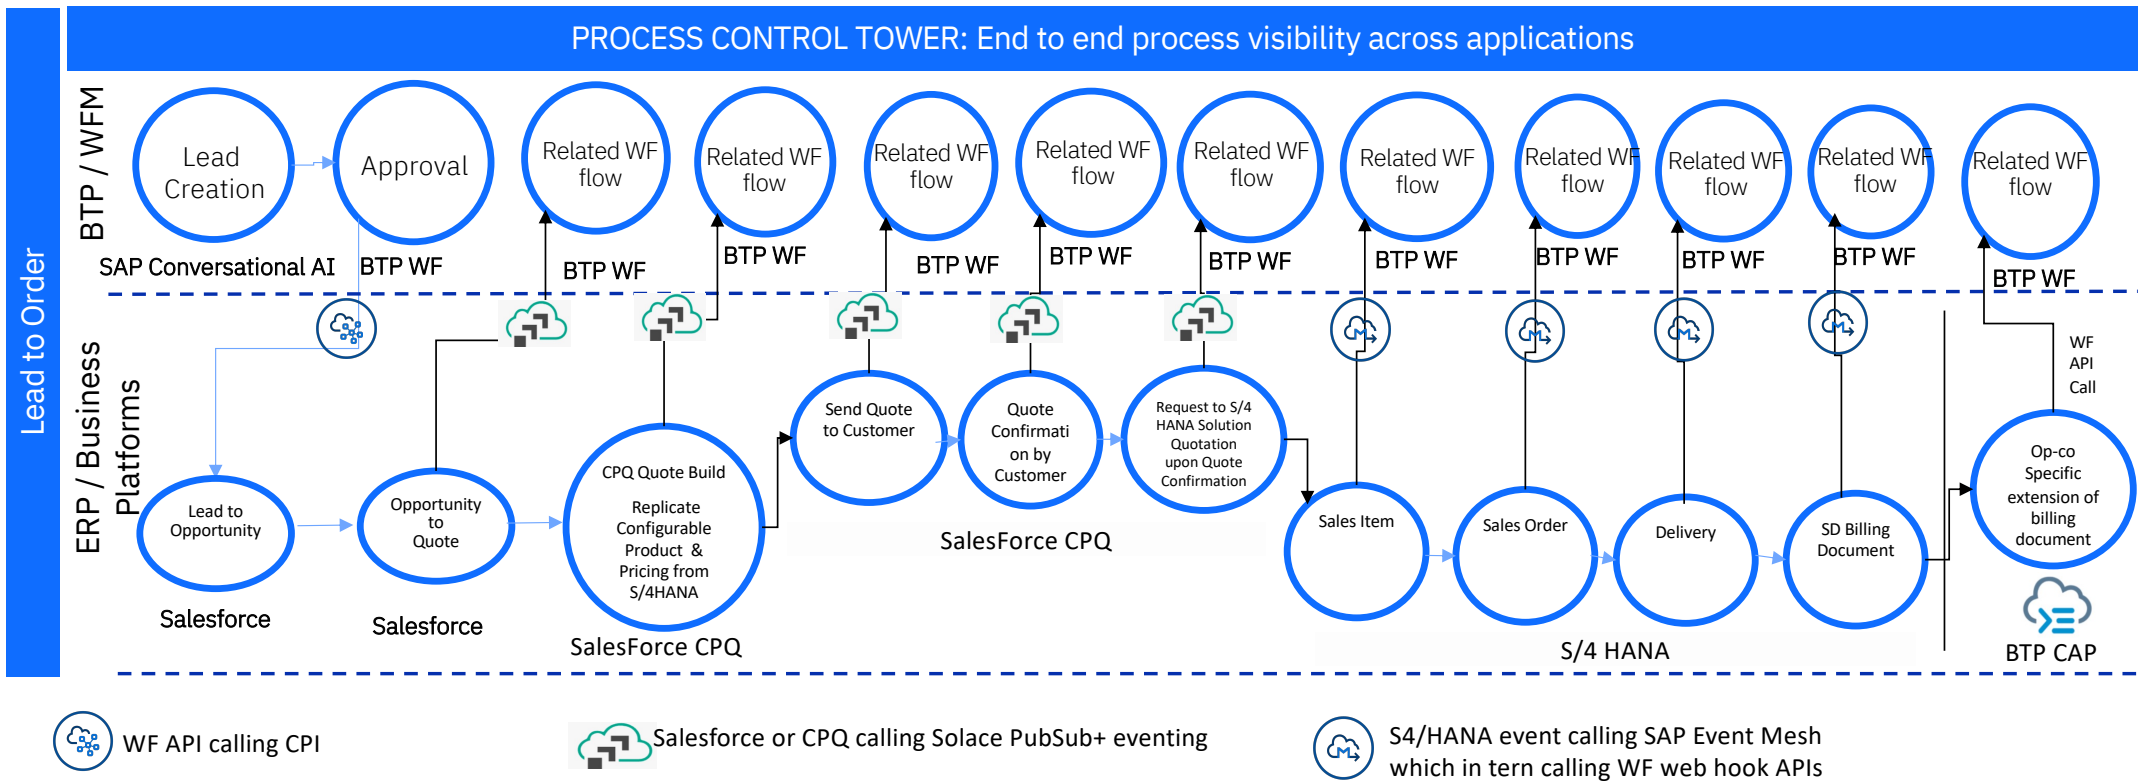 PROCESS CONTROL TOWER: End to end process visibility across applications
Lead to Order
BTP / WFM
Lead
Creation
Approval
Related WF
flow
Related WF
flow
Related WF
flow
Related WF
flow
Related WF
flow
Related WF
flow
Related WF
flow
Related WF
flow
Related WF
flow
Related WF
flow
SAP Conversational AI
BTP WF
BTP WF
BTP WF
BTP WF
BTP WF
BTP WF
BTP WF
BTP WF
BTP WF
BTP WF
BTP WF
ERP / Business
Platforms
Lead to
Opportunity
Salesforce
Opportunity
to
Quote
Salesforce
CPQ Quote Build
Replicate
Configurable
Product &
Pricing from
S/4HANA
SalesForce CPQ
Send Quote
to Customer
Quote
Confirmati
on by
Customer
Request to S/4
HANA Solution
Quotation
upon Quote
Confirmation
SalesForce CPQ
Sales Item
Sales Order
Delivery
SD Billing
Document
S/4 HANA
WF
API
Call
Op-co
Specific
extension of
billing
document
BTP CAP
WF API calling CPI
Salesforce or CPQ calling Solace PubSub+ eventing
S4/HANA event calling SAP Event Mesh
which in tern calling WF web hook APIs